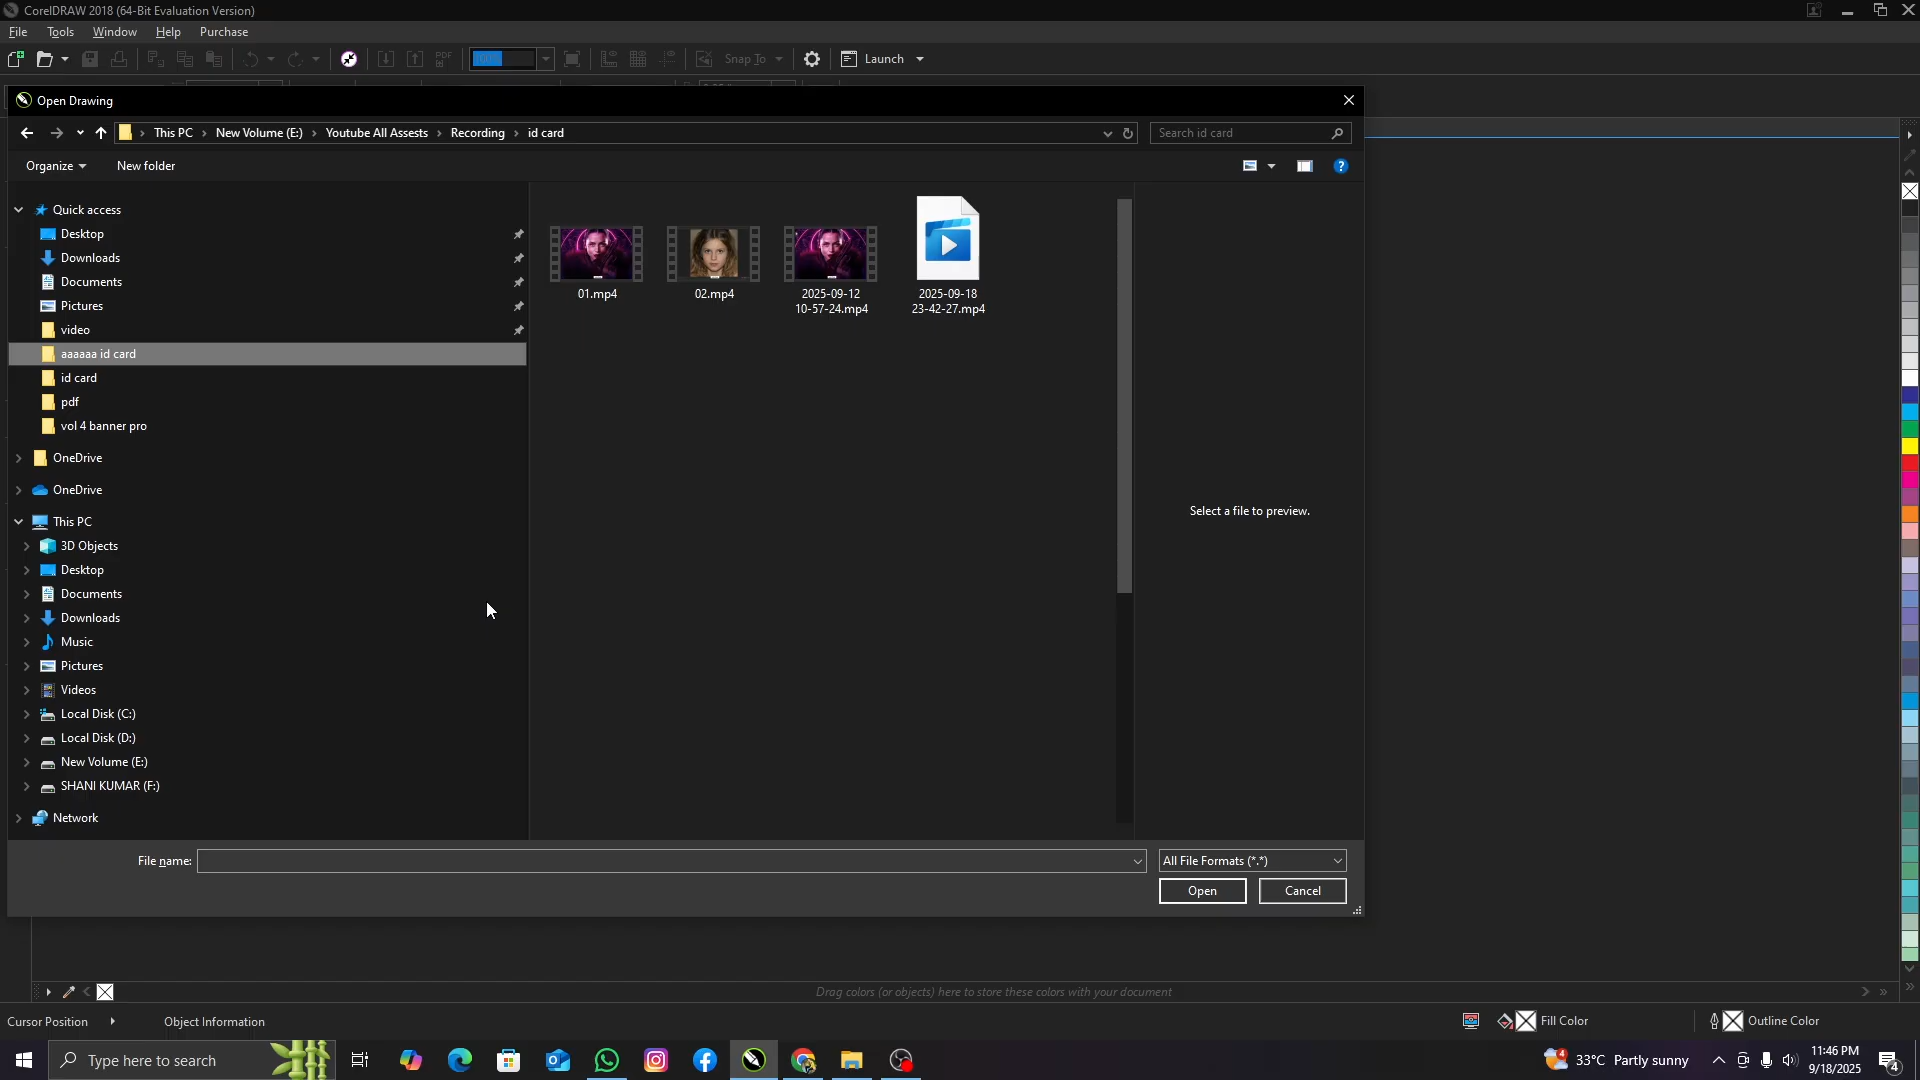 CorelDRAW 2018 (64-Bit Evaluation Version)
File Tools Window Help Purchase
PDF
Snap To
Launch
Open Drawing
This PC > New Volume (E:) > Youtube All Assests > Recording > id card
Search id card
Organize
New folder
Quick access
Desktop
Downloads
Documents
Pictures
video
aaaaaa id card
id card
pdf
vol 4 banner pro
OneDrive
OneDrive
This PC
3D Objects
Desktop
Documents
Downloads
Music
Pictures
Videos
Local Disk (C:)
Local Disk (D:)
New Volume (E:)
SHANI KUMAR (F:)
Network
01.mp4
02.mp4
2025-09-12
10-57-24.mp4
2025-09-18
23-42-27.mp4
Select a file to preview.
File name:
All File Formats (*.*)
Open
Cancel
Drag colors (or objects) here to store these colors with your document
Cursor Position
Object Information
Fill Color
Outline Color
Type here to search
4
33°C Partly sunny
11:46 PM
9/18/2025
4